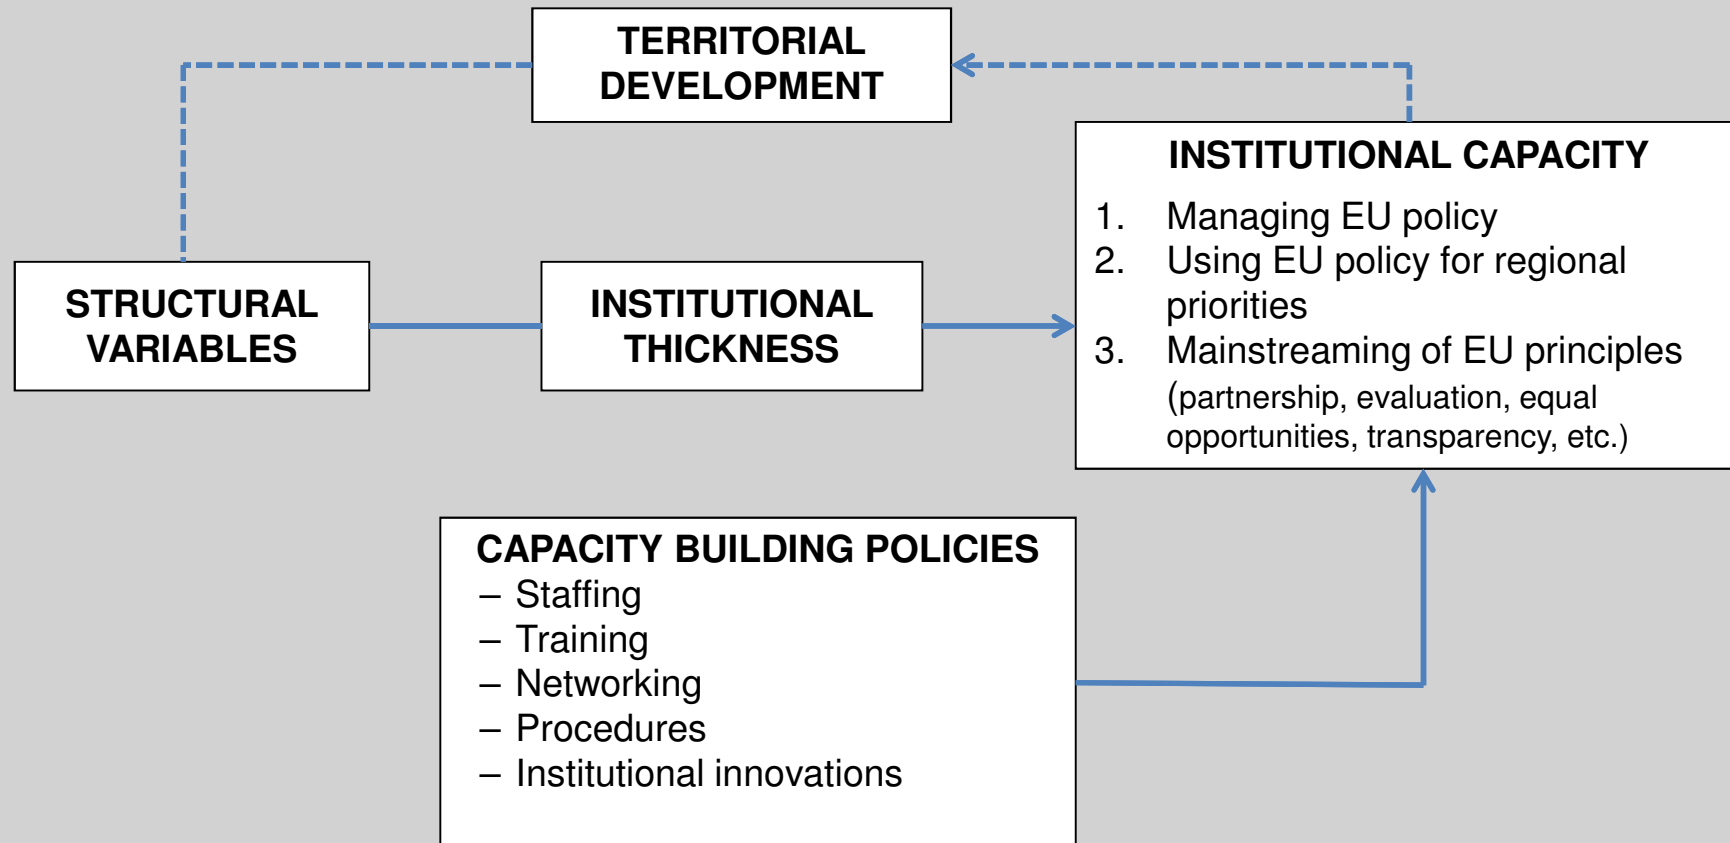 TERRITORIAL
DEVELOPMENT
INSTITUTIONAL CAPACITY
1. Managing EU policy
2. Using EU policy for regional
priorities
3. Mainstreaming of EU principles
(partnership, evaluation, equal
opportunities, transparency, etc.)
STRUCTURAL
VARIABLES
INSTITUTIONAL
THICKNESS
CAPACITY BUILDING POLICIES
– Staffing
– Training
– Networking
– Procedures
– Institutional innovations